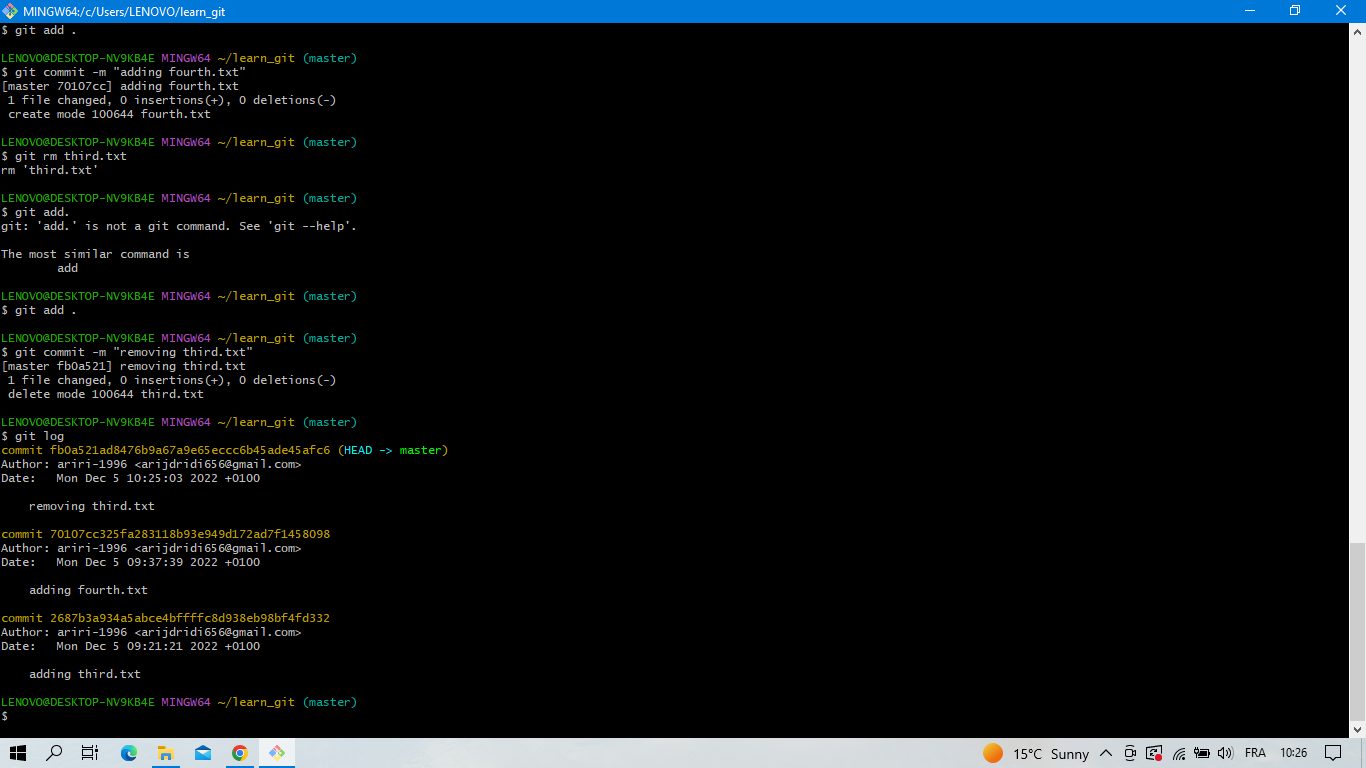 MINGW64:/c/Users/LENOVO/learn_git
$ git add .
LENOVO@DESKTOP-NV9KB4E MINGW64 ~/learn_git (master)
$ git commit -m "adding fourth.txt"
[master 70107cc] adding fourth.txt
 1 file changed, 0 insertions(+), 0 deletions(-)
 create mode 100644 fourth.txt
LENOVO@DESKTOP-NV9KB4E MINGW64 ~/learn_git (master)
$ git rm third.txt
rm 'third.txt'
LENOVO@DESKTOP-NV9KB4E MINGW64 ~/learn_git (master)
$ git add.
git: 'add.' is not a git command. See 'git --help'.
The most similar command is
        add
LENOVO@DESKTOP-NV9KB4E MINGW64 ~/learn_git (master)
$ git add .
LENOVO@DESKTOP-NV9KB4E MINGW64 ~/learn_git (master)
$ git commit -m "removing third.txt"
[master fb0a521] removing third.txt
 1 file changed, 0 insertions(+), 0 deletions(-)
 delete mode 100644 third.txt
LENOVO@DESKTOP-NV9KB4E MINGW64 ~/learn_git (master)
$ git log
commit fb0a521ad8476b9a67a9e65eccc6b45ade45afc6 (HEAD -> master)
Author: ariri-1996 <arijdridi656@gmail.com>
Date:   Mon Dec 5 10:25:03 2022 +0100
    removing third.txt
commit 70107cc325fa283118b93e949d172ad7f1458098
Author: ariri-1996 <arijdridi656@gmail.com>
Date:   Mon Dec 5 09:37:39 2022 +0100
    adding fourth.txt
commit 2687b3a934a5abce4bffffc8d938eb98bf4fd332
Author: ariri-1996 <arijdridi656@gmail.com>
Date:   Mon Dec 5 09:21:21 2022 +0100
    adding third.txt
LENOVO@DESKTOP-NV9KB4E MINGW64 ~/learn_git (master)
$
15°C Sunny FRA 10:26